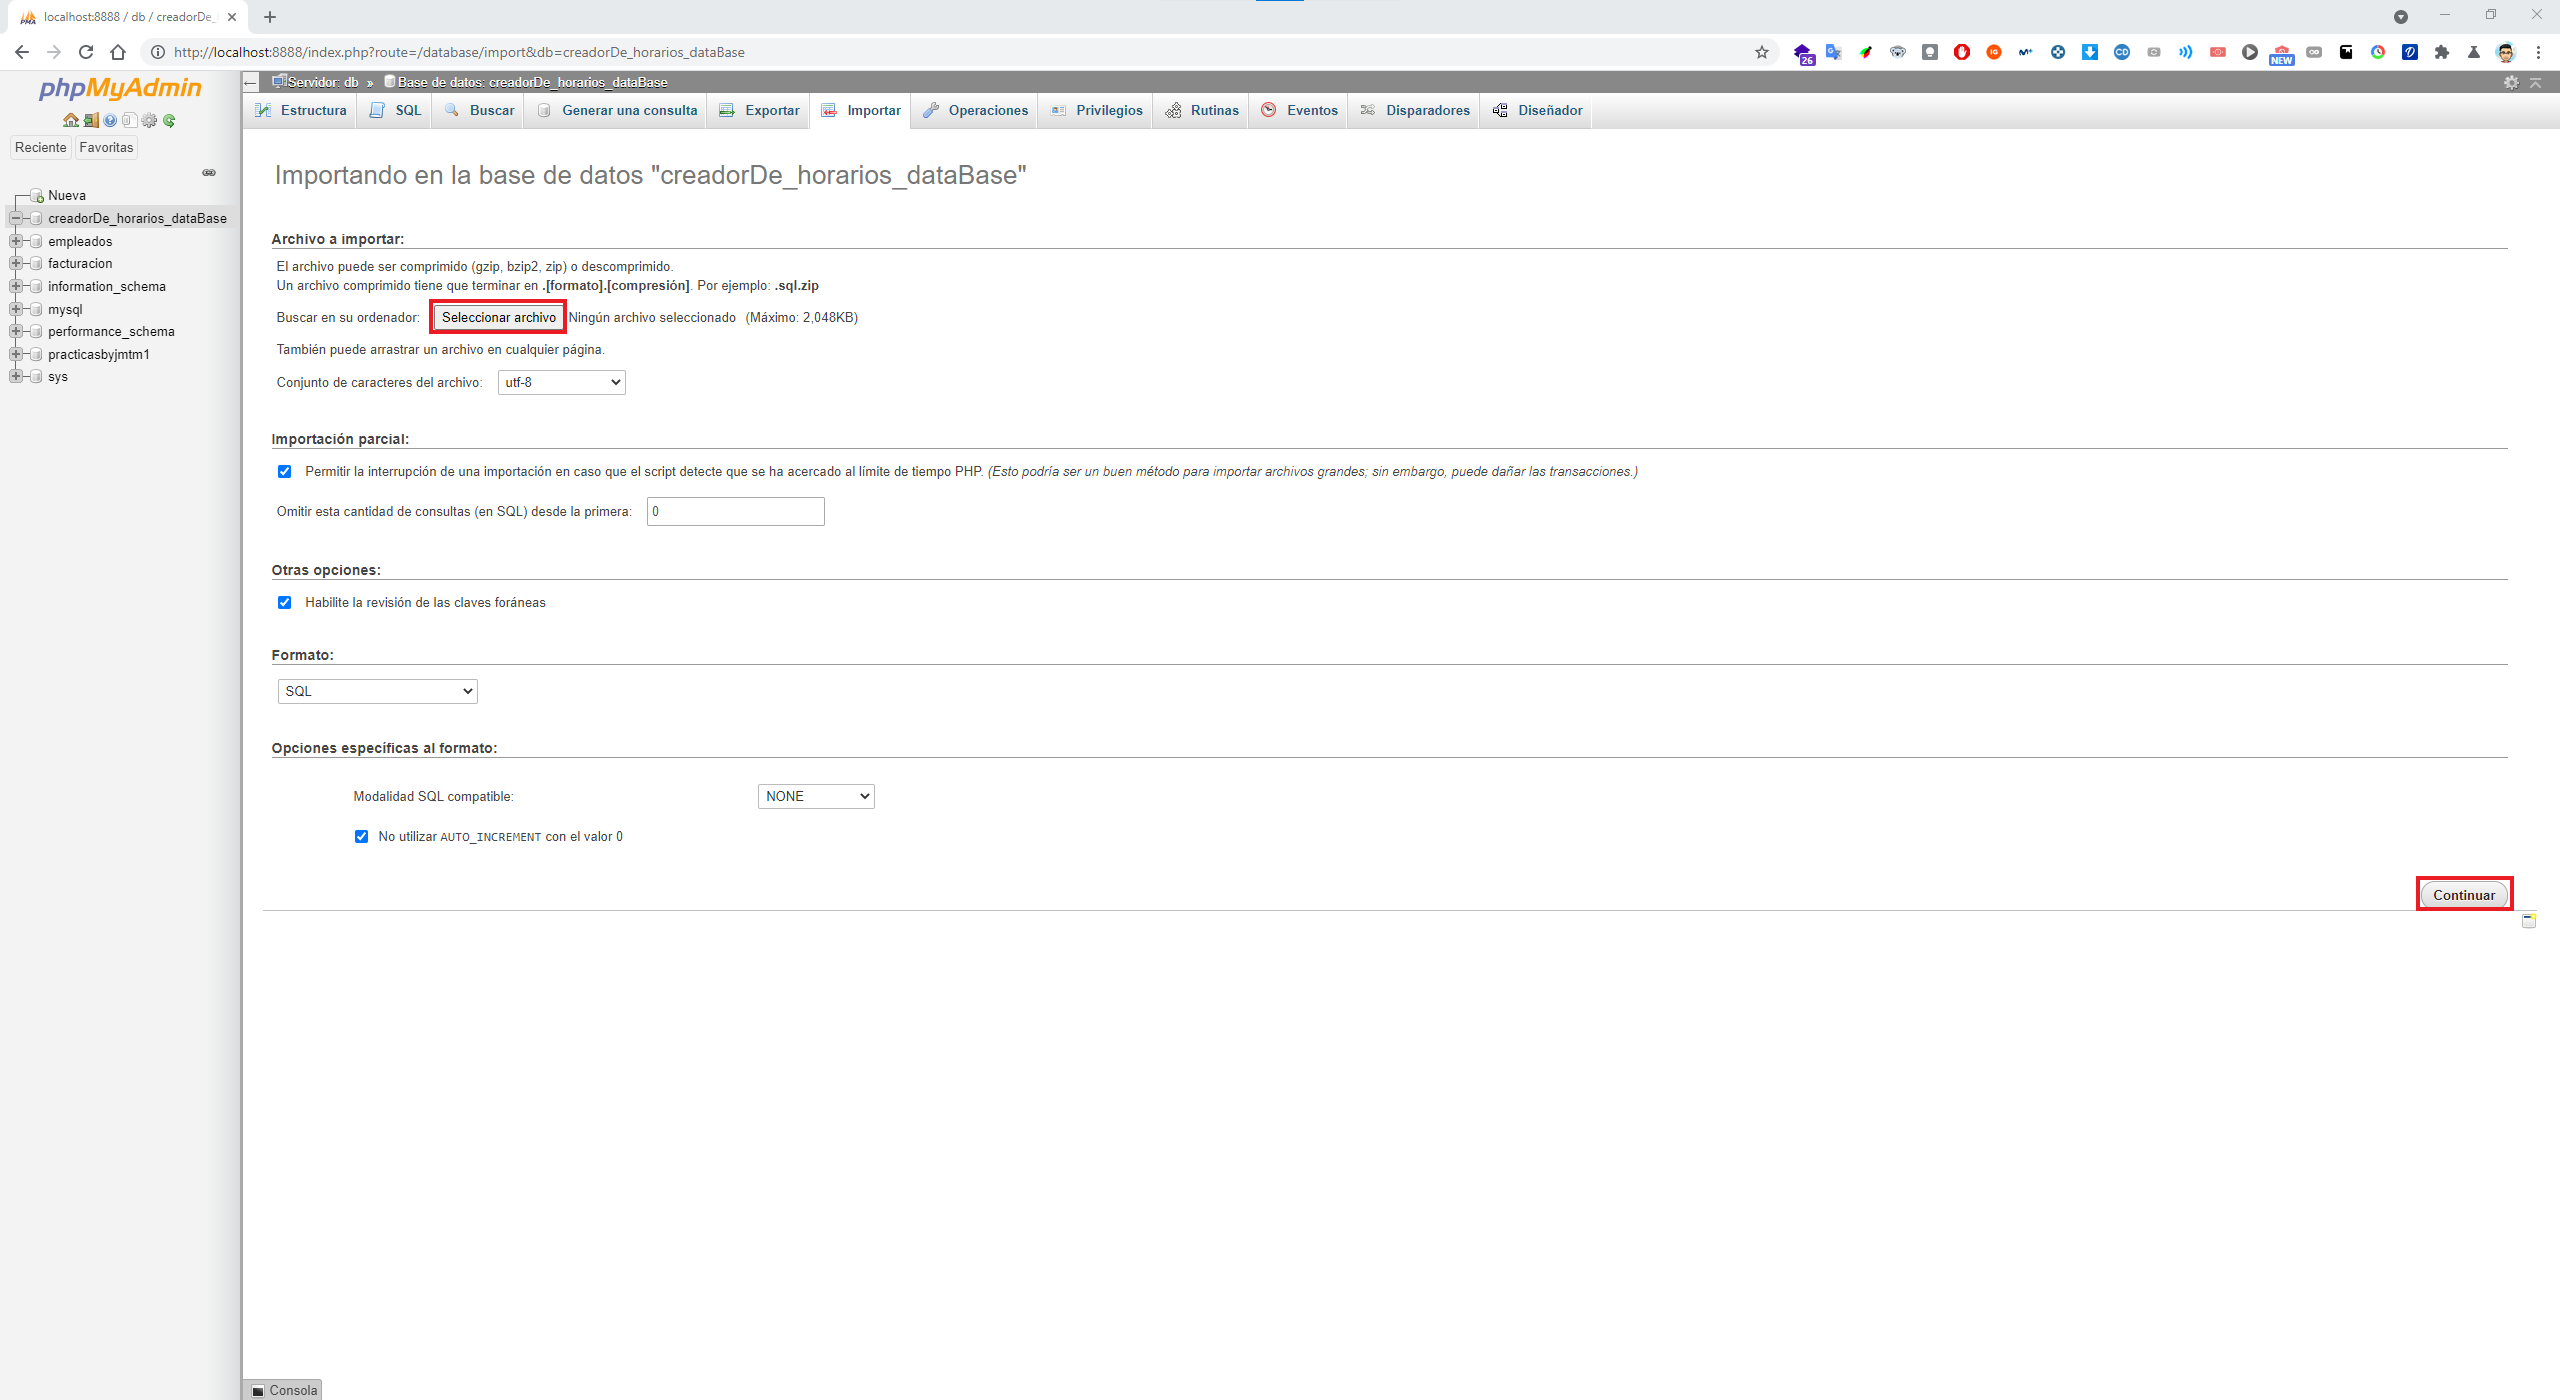 localhost:8888 / db / creadorDe_
http://localhost:8888/index.php?route=/database/import&db=creadorDe_horarios_dataBase
26
NEW
phpMyAdmin
Reciente Favoritas
Nueva
creadorDe_horarios_dataBase
empleados
facturacion
information_schema
mysql
performance_schema
practicasbyjmtm1
sys
Servidor: db » Base de datos: creadorDe_horarios_dataBase
Estructura SQL Buscar Generar una consulta Exportar Importar Operaciones Privilegios Rutinas Eventos Disparadores Diseñador
Importando en la base de datos "creadorDe_horarios_dataBase"
Archivo a importar:
El archivo puede ser comprimido (gzip, bzip2, zip) o descomprimido.
Un archivo comprimido tiene que terminar en .[formato].[compresión]. Por ejemplo: .sql.zip
Buscar en su ordenador: Seleccionar archivo Ningún archivo seleccionado (Máximo: 2,048KB)
También puede arrastrar un archivo en cualquier página.
Conjunto de caracteres del archivo: utf-8
Importación parcial:
Permitir la interrupción de una importación en caso que el script detecte que se ha acercado al límite de tiempo PHP. (Esto podría ser un buen método para importar archivos grandes; sin embargo, puede dañar las transacciones.)
Omitir esta cantidad de consultas (en SQL) desde la primera: 0
Otras opciones:
Habilite la revisión de las claves foráneas
Formato:
SQL
Opciones específicas al formato:
Modalidad SQL compatible: NONE
No utilizar AUTO_INCREMENT con el valor 0
Continuar
Consola